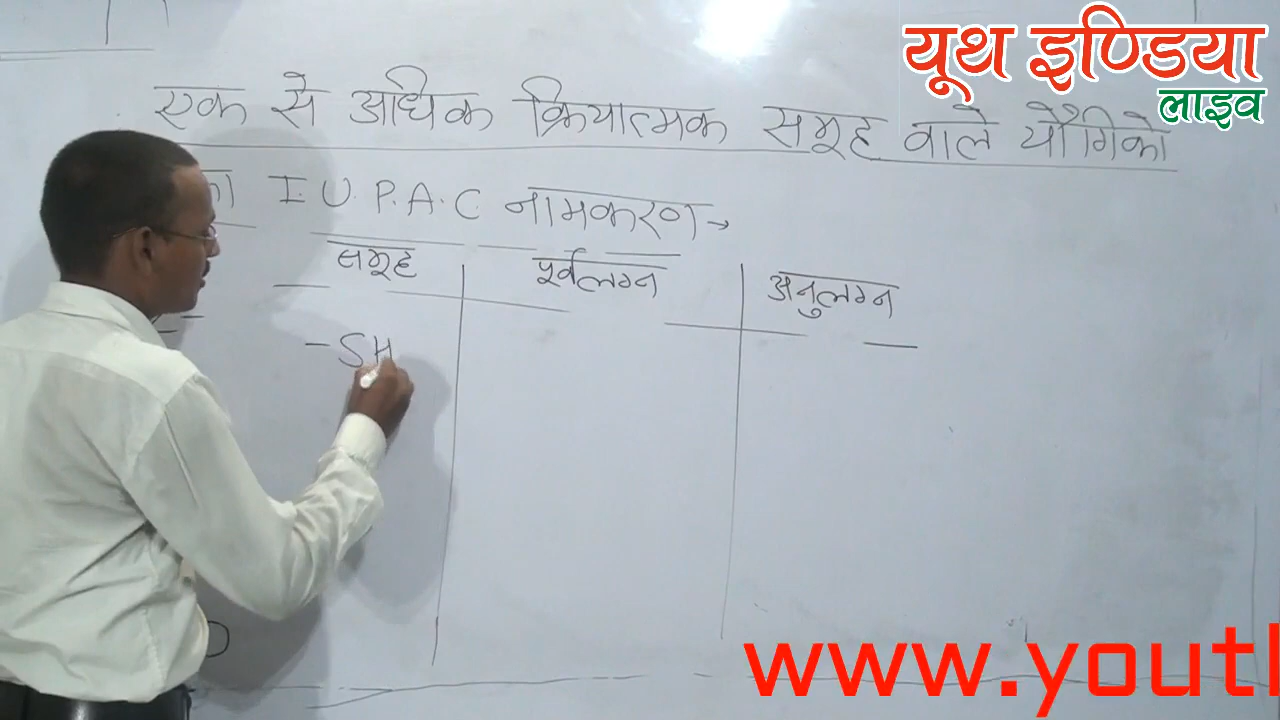 यूथ इण्डिया
लाइव
एक से अधिक क्रियात्मक समूह वाले यौगिको
का I.U.P.A.C नामकरण→
समूह पूर्वलग्न अनुलग्न
- SH
www.youtl